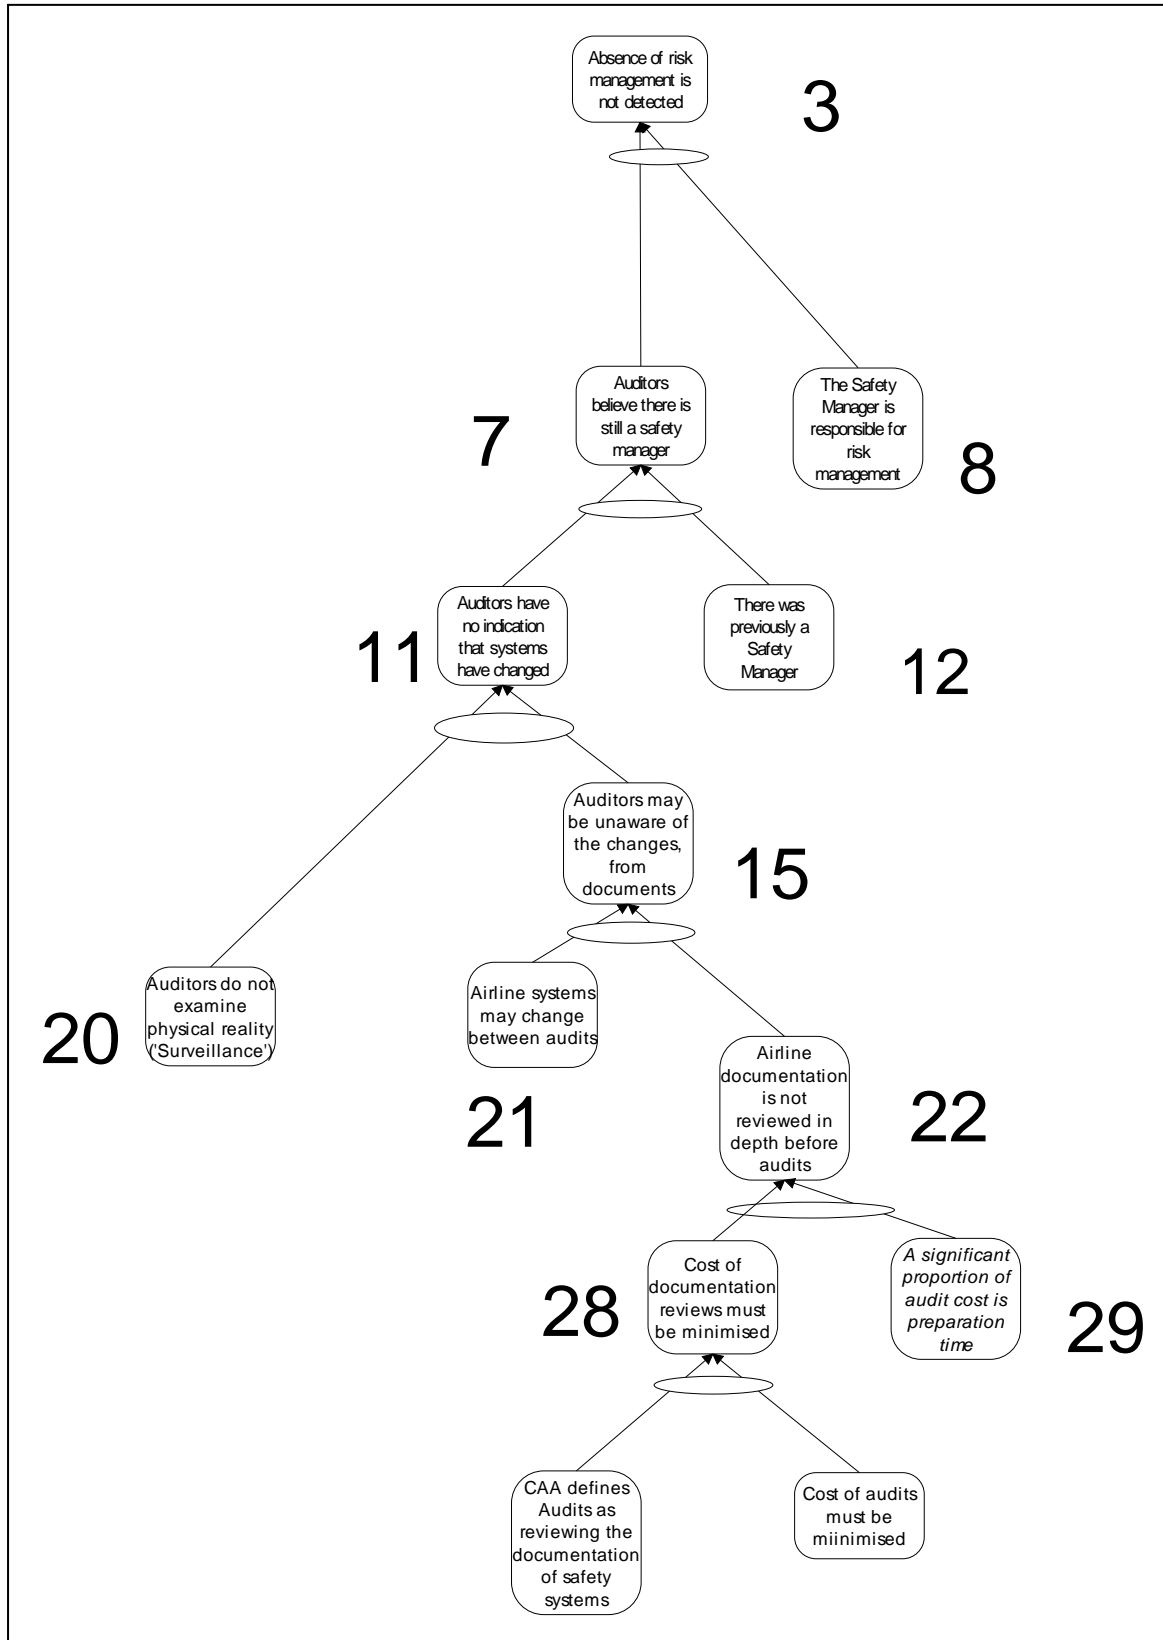 Absence of risk
management is
not detected
3
Auditors
believe there is
still a safety
manager
7
The Safety
Manager is
responsible for
risk
management
8
Auditors have
no indication
that systems
have changed
11
There was
previously a
Safety
Manager
12
Auditors may
be unaware of
the changes,
from
documents
15
Auditors do not
examine
physical reality
('Surveillance')
20
Airline systems
may change
between audits
21
Airline
documentation
is not
reviewed in
depth before
audits
22
Cost of
documentation
reviews must
be minimised
28
A significant
proportion of
audit cost is
preparation
time
29
CAA defines
Audits as
reviewing the
documentation
of safety
systems
Cost of audits
must be
miinimised